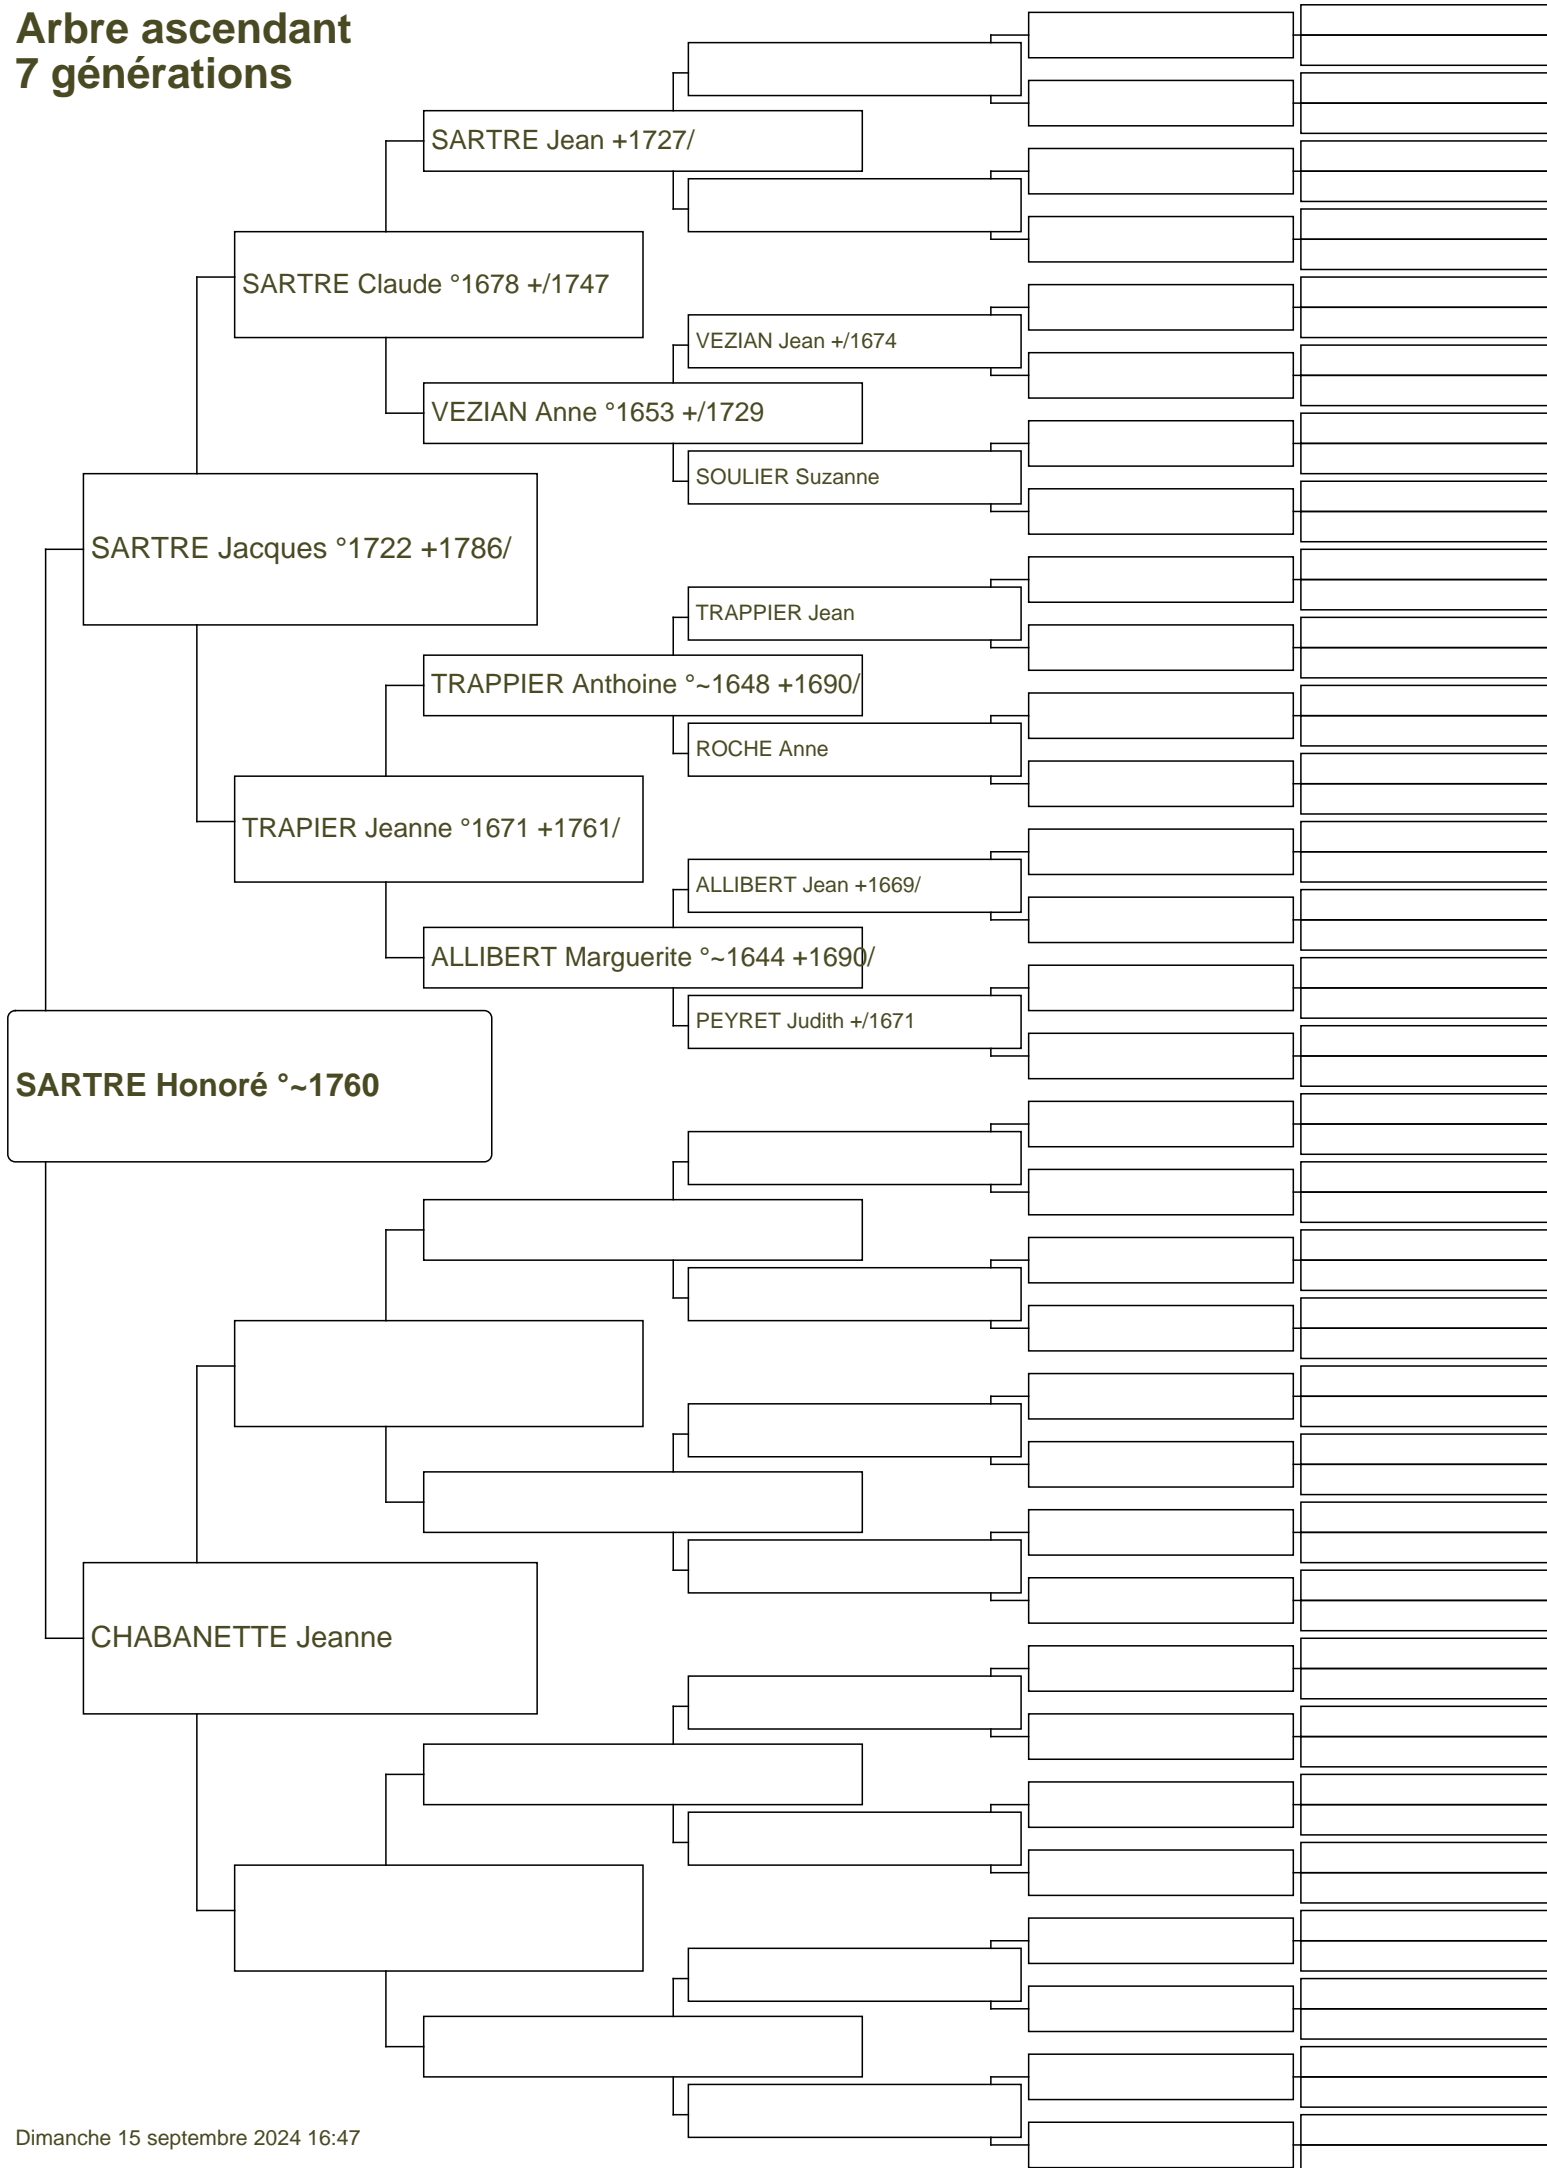 Arbre ascendant
7 générations
SARTRE Jean +1727/
SARTRE Claude °1678 +/1747
VEZIAN Jean +/1674
VEZIAN Anne °1653 +/1729
SOULIER Suzanne
SARTRE Jacques °1722 +1786/
TRAPPIER Jean
TRAPPIER Anthoine °~1648 +1690/
ROCHE Anne
TRAPIER Jeanne °1671 +1761/
ALLIBERT Jean +1669/
ALLIBERT Marguerite °~1644 +1690/
PEYRET Judith +/1671
SARTRE Honoré °~1760
CHABANETTE Jeanne
Dimanche 15 septembre 2024 16:47